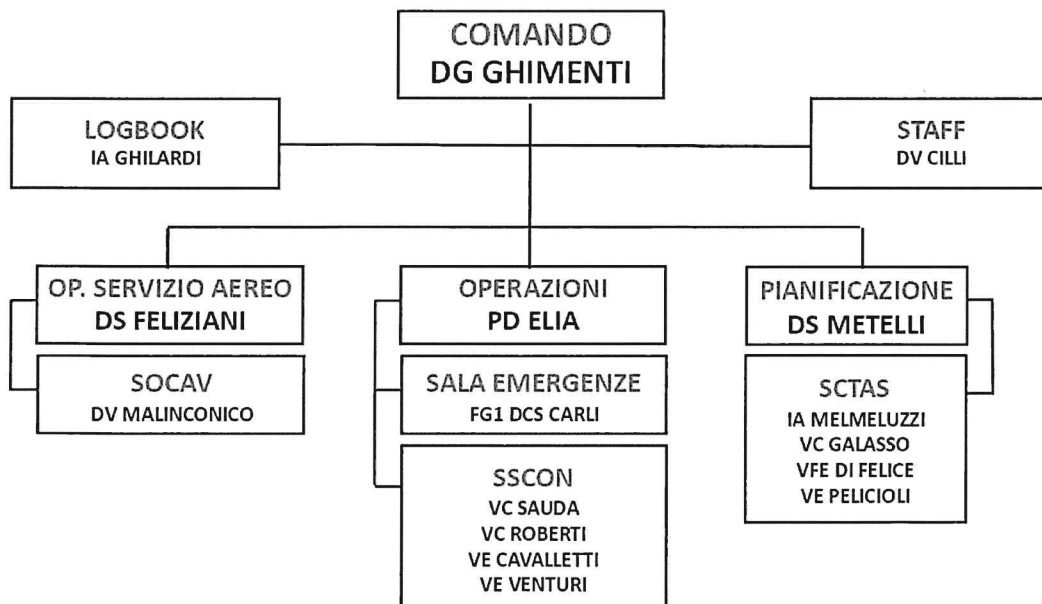 COMANDO
DG GHIMENTI
LOGBOOK
IA GHILARDI
STAFF
DV CILLI
OP. SERVIZIO AEREO
DS FELIZIANI
SOCAV
DV MALINCONICO
OPERAZIONI
PD ELIA
SALA EMERGENZE
FG1 DCS CARLI
SSCON
VC SAUDA
VC ROBERTI
VE CAVALLETTI
VE VENTURI
PIANIFICAZIONE
DS METELLI
SCTAS
IA MELMELUZZI
VC GALASSO
VFE DI FELICE
VE PELICIOLI